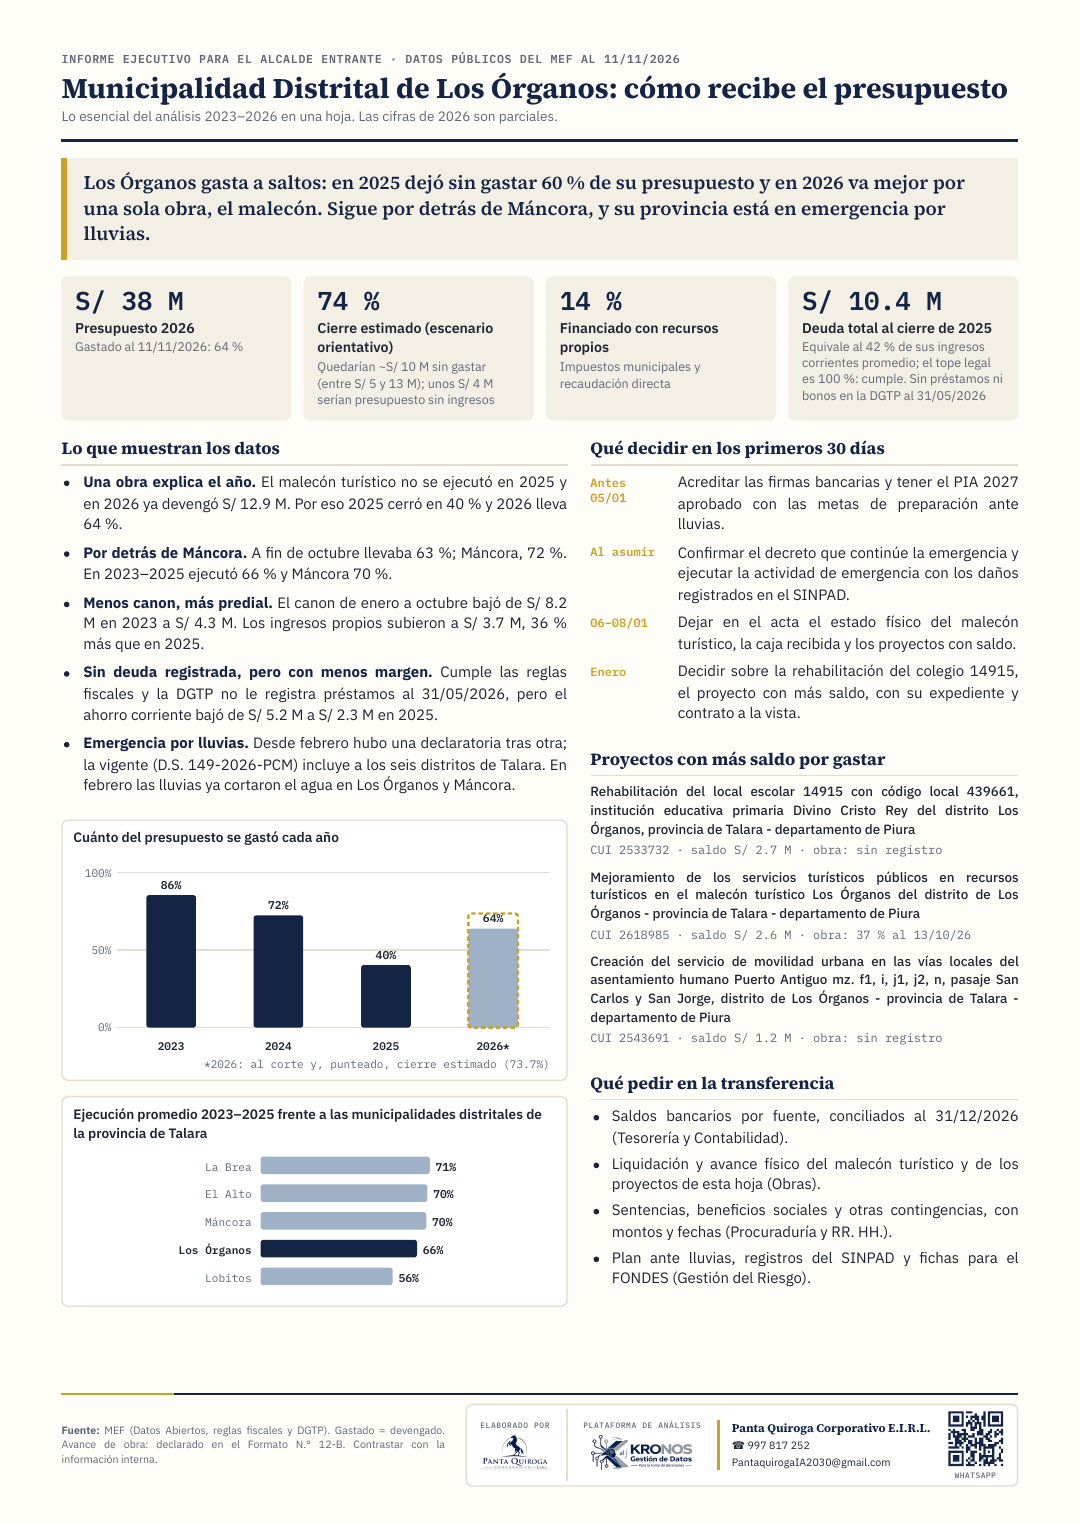 INFORME EJECUTIVO PARA EL ALCALDE ENTRANTE · DATOS PÚBLICOS DEL MEF AL 11/11/2026
Municipalidad Distrital de Los Órganos: cómo recibe el presupuesto
Lo esencial del análisis 2023–2026 en una hoja. Las cifras de 2026 son parciales.
Los Órganos gasta a saltos: en 2025 dejó sin gastar 60 % de su presupuesto y en 2026 va mejor por
una sola obra, el malecón. Sigue por detrás de Máncora, y su provincia está en emergencia por
lluvias.
S/ 38 M
Presupuesto 2026
Gastado al 11/11/2026: 64 %
74 %
Cierre estimado (escenario
orientativo)
Quedarían ~S/ 10 M sin gastar
(entre S/ 5 y 13 M); unos S/ 4 M
serían presupuesto sin ingresos
14 %
Financiado con recursos
propios
Impuestos municipales y
recaudación directa
S/ 10.4 M
Deuda total al cierre de 2025
Equivale al 42 % de sus ingresos
corrientes promedio; el tope legal
es 100 %: cumple. Sin préstamos ni
bonos en la DGTP al 31/05/2026
Lo que muestran los datos
• Una obra explica el año. El malecón turístico no se ejecutó en 2025 y
en 2026 ya devengó S/ 12.9 M. Por eso 2025 cerró en 40 % y 2026 lleva
64 %.
• Por detrás de Máncora. A fin de octubre llevaba 63 %; Máncora, 72 %.
En 2023–2025 ejecutó 66 % y Máncora 70 %.
• Menos canon, más predial. El canon de enero a octubre bajó de S/ 8.2
M en 2023 a S/ 4.3 M. Los ingresos propios subieron a S/ 3.7 M, 36 %
más que en 2025.
• Sin deuda registrada, pero con menos margen. Cumple las reglas
fiscales y la DGTP no le registra préstamos al 31/05/2026, pero el
ahorro corriente bajó de S/ 5.2 M a S/ 2.3 M en 2025.
• Emergencia por lluvias. Desde febrero hubo una declaratoria tras otra;
la vigente (D.S. 149-2026-PCM) incluye a los seis distritos de Talara. En
febrero las lluvias ya cortaron el agua en Los Órganos y Máncora.
Cuánto del presupuesto se gastó cada año
100%
50%
0%
86%
72%
40%
64%
2023
2024
2025
2026*
*2026: al corte y, punteado, cierre estimado (73.7%)
Ejecución promedio 2023–2025 frente a las municipalidades distritales de
la provincia de Talara
La Brea 71%
El Alto 70%
Máncora 70%
Los Órganos 66%
Lobitos 56%
Qué decidir en los primeros 30 días
Antes
05/01
Acreditar las firmas bancarias y tener el PIA 2027
aprobado con las metas de preparación ante
lluvias.
Al asumir
Confirmar el decreto que continúe la emergencia y
ejecutar la actividad de emergencia con los daños
registrados en el SINPAD.
06–08/01
Dejar en el acta el estado físico del malecón
turístico, la caja recibida y los proyectos con saldo.
Enero
Decidir sobre la rehabilitación del colegio 14915,
el proyecto con más saldo, con su expediente y
contrato a la vista.
Proyectos con más saldo por gastar
Rehabilitación del local escolar 14915 con código local 439661,
institución educativa primaria Divino Cristo Rey del distrito Los
Órganos, provincia de Talara - departamento de Piura
CUI 2533732 · saldo S/ 2.7 M · obra: sin registro
Mejoramiento de los servicios turísticos públicos en recursos
turísticos en el malecón turístico Los Órganos del distrito de Los
Órganos - provincia de Talara - departamento de Piura
CUI 2618985 · saldo S/ 2.6 M · obra: 37 % al 13/10/26
Creación del servicio de movilidad urbana en las vías locales del
asentamiento humano Puerto Antiguo mz. f1, i, j1, j2, n, pasaje San
Carlos y San Jorge, distrito de Los Órganos - provincia de Talara -
departamento de Piura
CUI 2543691 · saldo S/ 1.2 M · obra: sin registro
Qué pedir en la transferencia
• Saldos bancarios por fuente, conciliados al 31/12/2026
(Tesorería y Contabilidad).
• Liquidación y avance físico del malecón turístico y de los
proyectos de esta hoja (Obras).
• Sentencias, beneficios sociales y otras contingencias, con
montos y fechas (Procuraduría y RR. HH.).
• Plan ante lluvias, registros del SINPAD y fichas para el
FONDES (Gestión del Riesgo).
Fuente: MEF (Datos Abiertos, reglas fiscales y DGTP). Gastado = devengado.
Avance de obra: declarado en el Formato N.° 12-B. Contrastar con la
información interna.
ELABORADO POR
PANTA QUIROGA
PLATAFORMA DE ANÁLISIS
KRONOS
Gestión de Datos
Panta Quiroga Corporativo E.I.R.L.
☎ 997 817 252
PantaquirogaIA2030@gmail.com
WHATSAPP